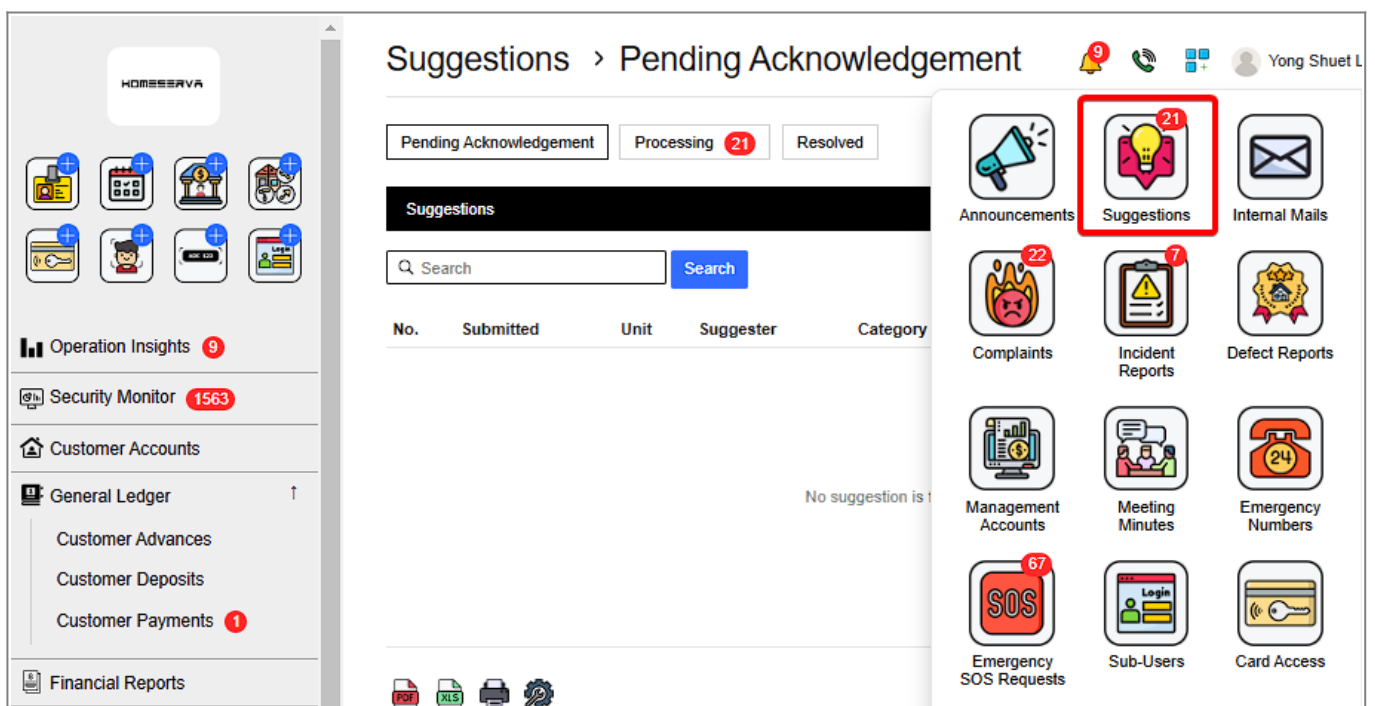 HOMESERVA
Suggestions > Pending Acknowledgement
9
Yong Shuet L
Pending Acknowledgement
Processing 21
Resolved
Suggestions
Search
Search
No. Submitted Unit Suggester Category
No suggestion is f
PDF
XLS
ABC 123
Login
Operation Insights 9
Security Monitor 1563
Customer Accounts
General Ledger ↑
Customer Advances
Customer Deposits
Customer Payments 1
Financial Reports
Announcements
21
Suggestions
Internal Mails
22
Complaints
7
Incident
Reports
Defect Reports
Management
Accounts
Meeting
Minutes
24
Emergency
Numbers
67
SOS
Emergency
SOS Requests
Login
Sub-Users
Card Access